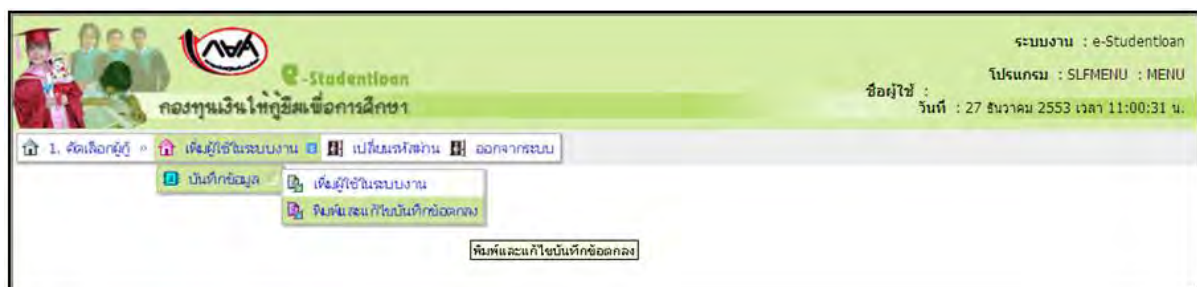 กยศ
ระบบงาน : e-Studentloan
e-Studentloan
โปรแกรม : SLFMENU : MENU
ชื่อผู้ใช้ :
กองทุนเงินให้กู้ยืมเพื่อการศึกษา
วันที่ : 27 ธันวาคม 2553 เวลา 11:00:31 น.
1. คัดเลือกผู้กู้ เพิ่มผู้ใช้ในระบบงาน เปลี่ยนรหัสผ่าน ออกจากระบบ
บันทึกข้อมูล เพิ่มผู้ใช้ในระบบงาน
พิมพ์และแก้ไขบันทึกข้อตกลง
พิมพ์และแก้ไขบันทึกข้อตกลง